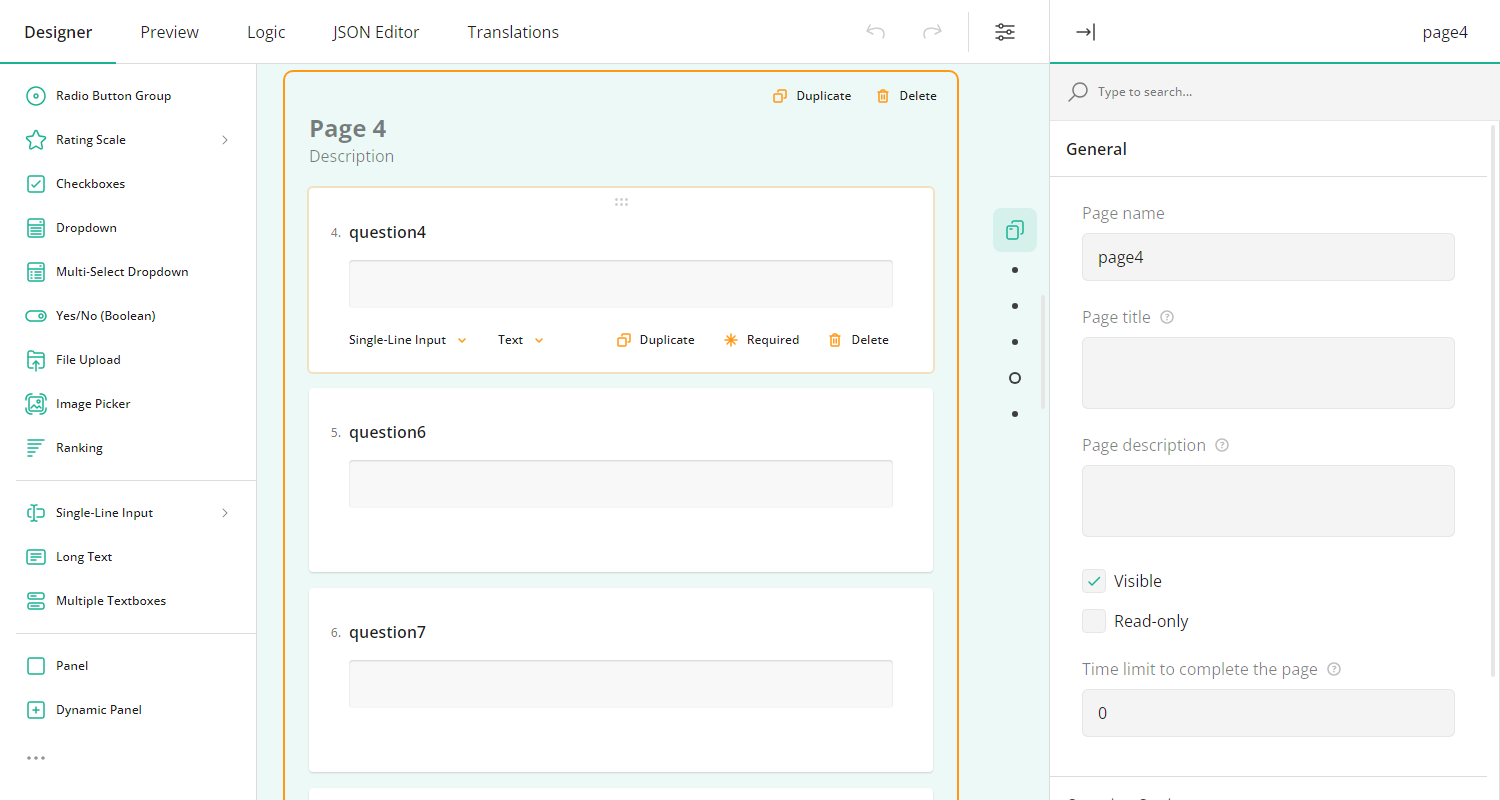 Designer
Preview
Logic
JSON Editor
Translations
page4
Radio Button Group
Rating Scale
Checkboxes
Dropdown
Multi-Select Dropdown
Yes/No (Boolean)
File Upload
Image Picker
Ranking
Single-Line Input
Long Text
Multiple Textboxes
Panel
Dynamic Panel
Duplicate
Delete
Page 4
Description
4. question4
Single-Line Input
Text
Duplicate
Required
Delete
5. question6
6. question7
Type to search...
General
Page name
page4
Page title
Page description
Visible
Read-only
Time limit to complete the page
0